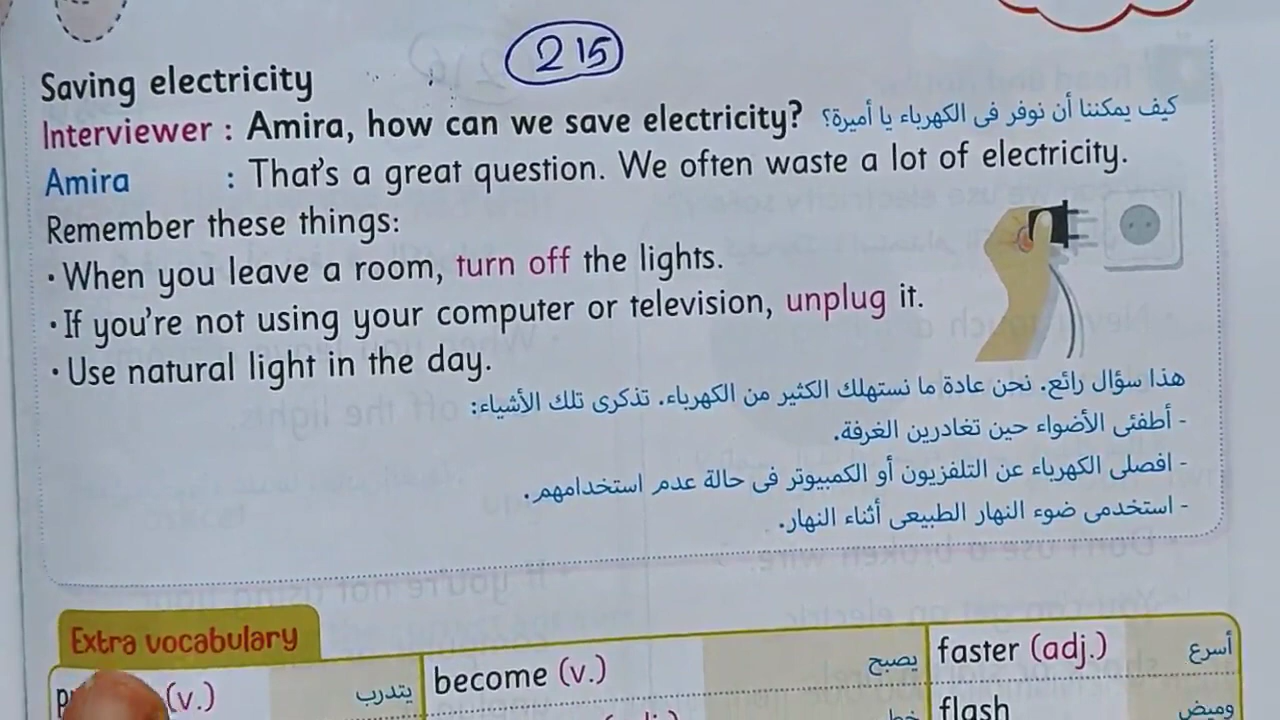 215
Saving electricity
Interviewer : Amira, how can we save electricity? كيف يمكننا أن نوفر فى الكهرباء يا أميرة؟
Amira : That's a great question. We often waste a lot of electricity.
Remember these things:
• When you leave a room, turn off the lights.
• If you're not using your computer or television, unplug it.
• Use natural light in the day.
هذا سؤال رائع. نحن عادة ما نستهلك الكثير من الكهرباء. تذكرى تلك الأشياء:
- أطفئى الأضواء حين تغادرين الغرفة.
- افصلى الكهرباء عن التلفزيون أو الكمبيوتر فى حالة عدم استخدامهم.
- استخدمى ضوء النهار الطبيعى أثناء النهار.
Extra vocabulary
(v.) يتدرب become (v.) يصبح faster (adj.) أسرع
flash وميض